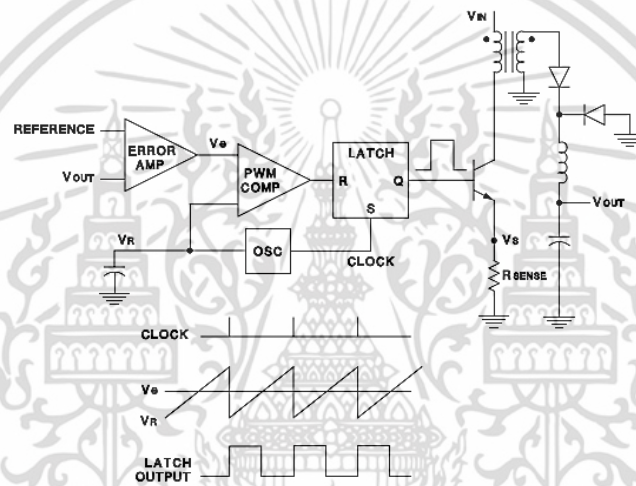 VIN
REFERENCE
ERROR
AMP
Ve
PWM
COMP
LATCH
R
Q
S
VOUT
VR
OSC
CLOCK
VOUT
VS
RSENSE
CLOCK
Ve
VR
LATCH
OUTPUT